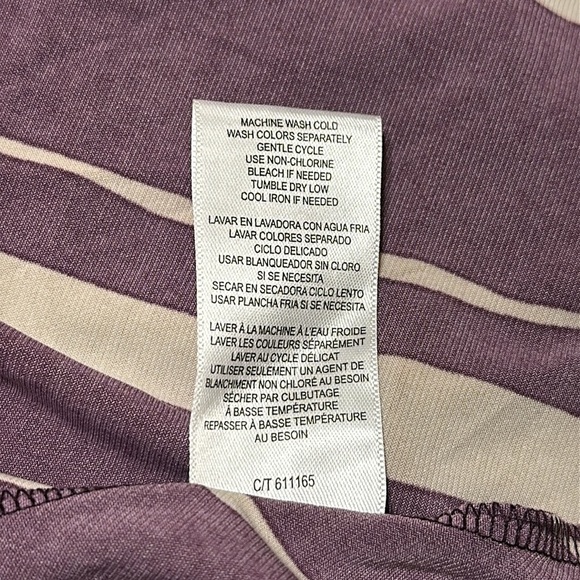 MACHINE WASH COLD
WASH COLORS SEPARATELY
GENTLE CYCLE
USE NON-CHLORINE
BLEACH IF NEEDED
TUMBLE DRY LOW
COOL IRON IF NEEDED
LAVAR EN LAVADORA CON AGUA FRIA
LAVAR COLORES SEPARADO
CICLO DELICADO
USAR BLANQUEADOR SIN CLORO
SI SE NECESITA
SECAR EN SECADORA CICLO LENTO
USAR PLANCHA FRIA SI SE NECESITA
LAVER À LA MACHINE À L'EAU FROIDE
LAVER LES COULEURS SÉPARÉMENT
LAVER AU CYCLE DÉLICAT
UTILISER SEULEMENT UN AGENT DE
BLANCHIMENT NON CHLORÉ AU BESOIN
SÉCHER PAR CULBUTAGE
À BASSE TEMPÉRATURE
REPASSER À BASSE TEMPÉRATURE
AU BESOIN
C/T 611165